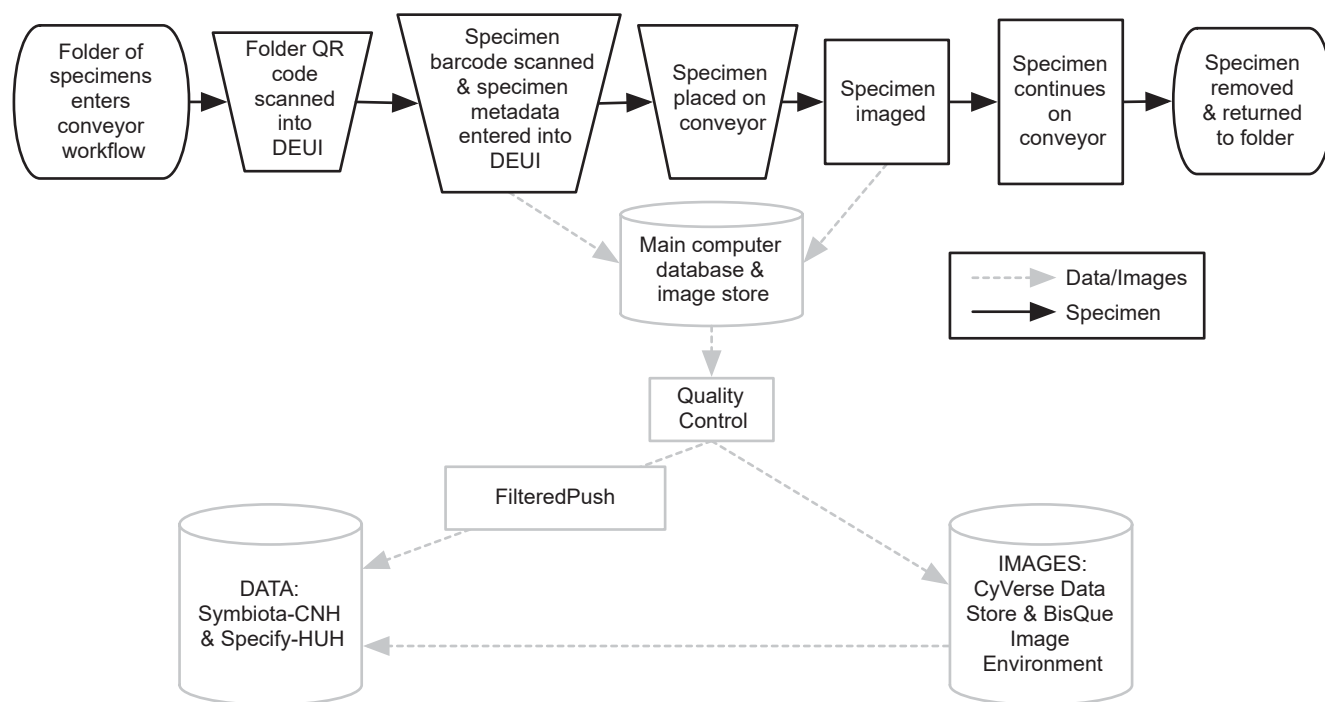 Folder of
specimens
enters
conveyor
workflow
Folder QR
code
scanned
into
DEUI
Specimen
barcode scanned
& specimen
metadata
entered into
DEUI
Specimen
placed on
conveyor
Specimen
imaged
Specimen
continues
on
conveyor
Specimen
removed
& returned
to folder
Main computer
database &
image store
Data/Images
Specimen
Quality
Control
FilteredPush
DATA:
Symbiota-CNH
& Specify-HUH
IMAGES:
CyVerse Data
Store & BisQue
Image
Environment